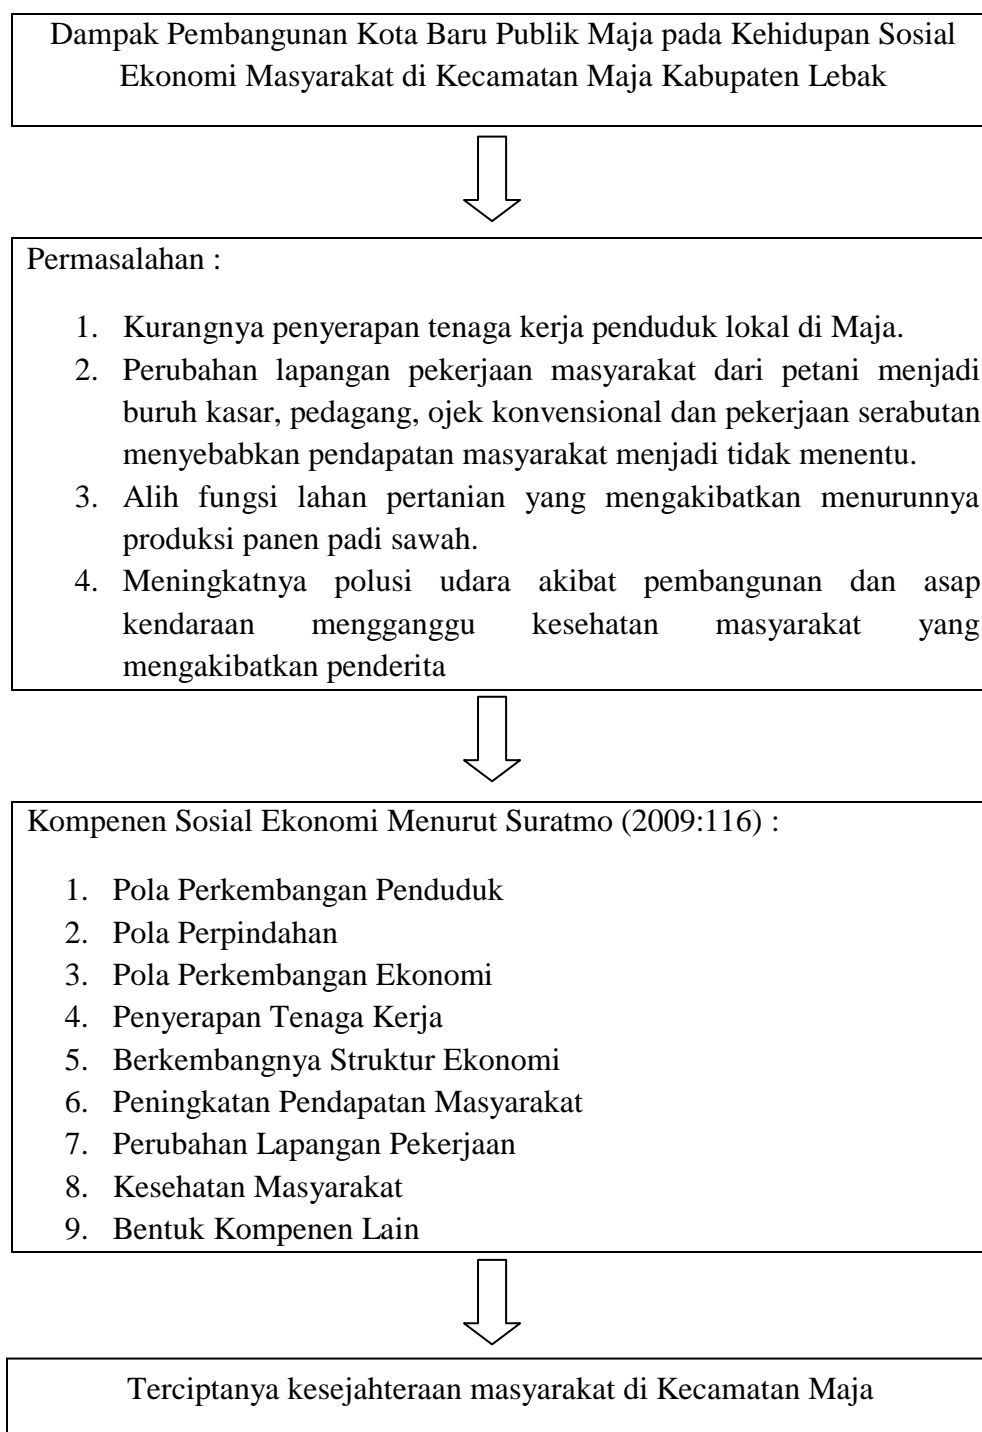 Dampak Pembangunan Kota Baru Publik Maja pada Kehidupan Sosial
Ekonomi Masyarakat di Kecamatan Maja Kabupaten Lebak
Permasalahan :
1. Kurangnya penyerapan tenaga kerja penduduk lokal di Maja.
2. Perubahan lapangan pekerjaan masyarakat dari petani menjadi
buruh kasar, pedagang, ojek konvensional dan pekerjaan serabutan
menyebabkan pendapatan masyarakat menjadi tidak menentu.
3. Alih fungsi lahan pertanian yang mengakibatkan menurunnya
produksi panen padi sawah.
4. Meningkatnya polusi udara akibat pembangunan dan asap
kendaraan mengganggu kesehatan masyarakat yang
mengakibatkan penderita
Kompenen Sosial Ekonomi Menurut Suratmo (2009:116) :
1. Pola Perkembangan Penduduk
2. Pola Perpindahan
3. Pola Perkembangan Ekonomi
4. Penyerapan Tenaga Kerja
5. Berkembangnya Struktur Ekonomi
6. Peningkatan Pendapatan Masyarakat
7. Perubahan Lapangan Pekerjaan
8. Kesehatan Masyarakat
9. Bentuk Kompenen Lain
Terciptanya kesejahteraan masyarakat di Kecamatan Maja